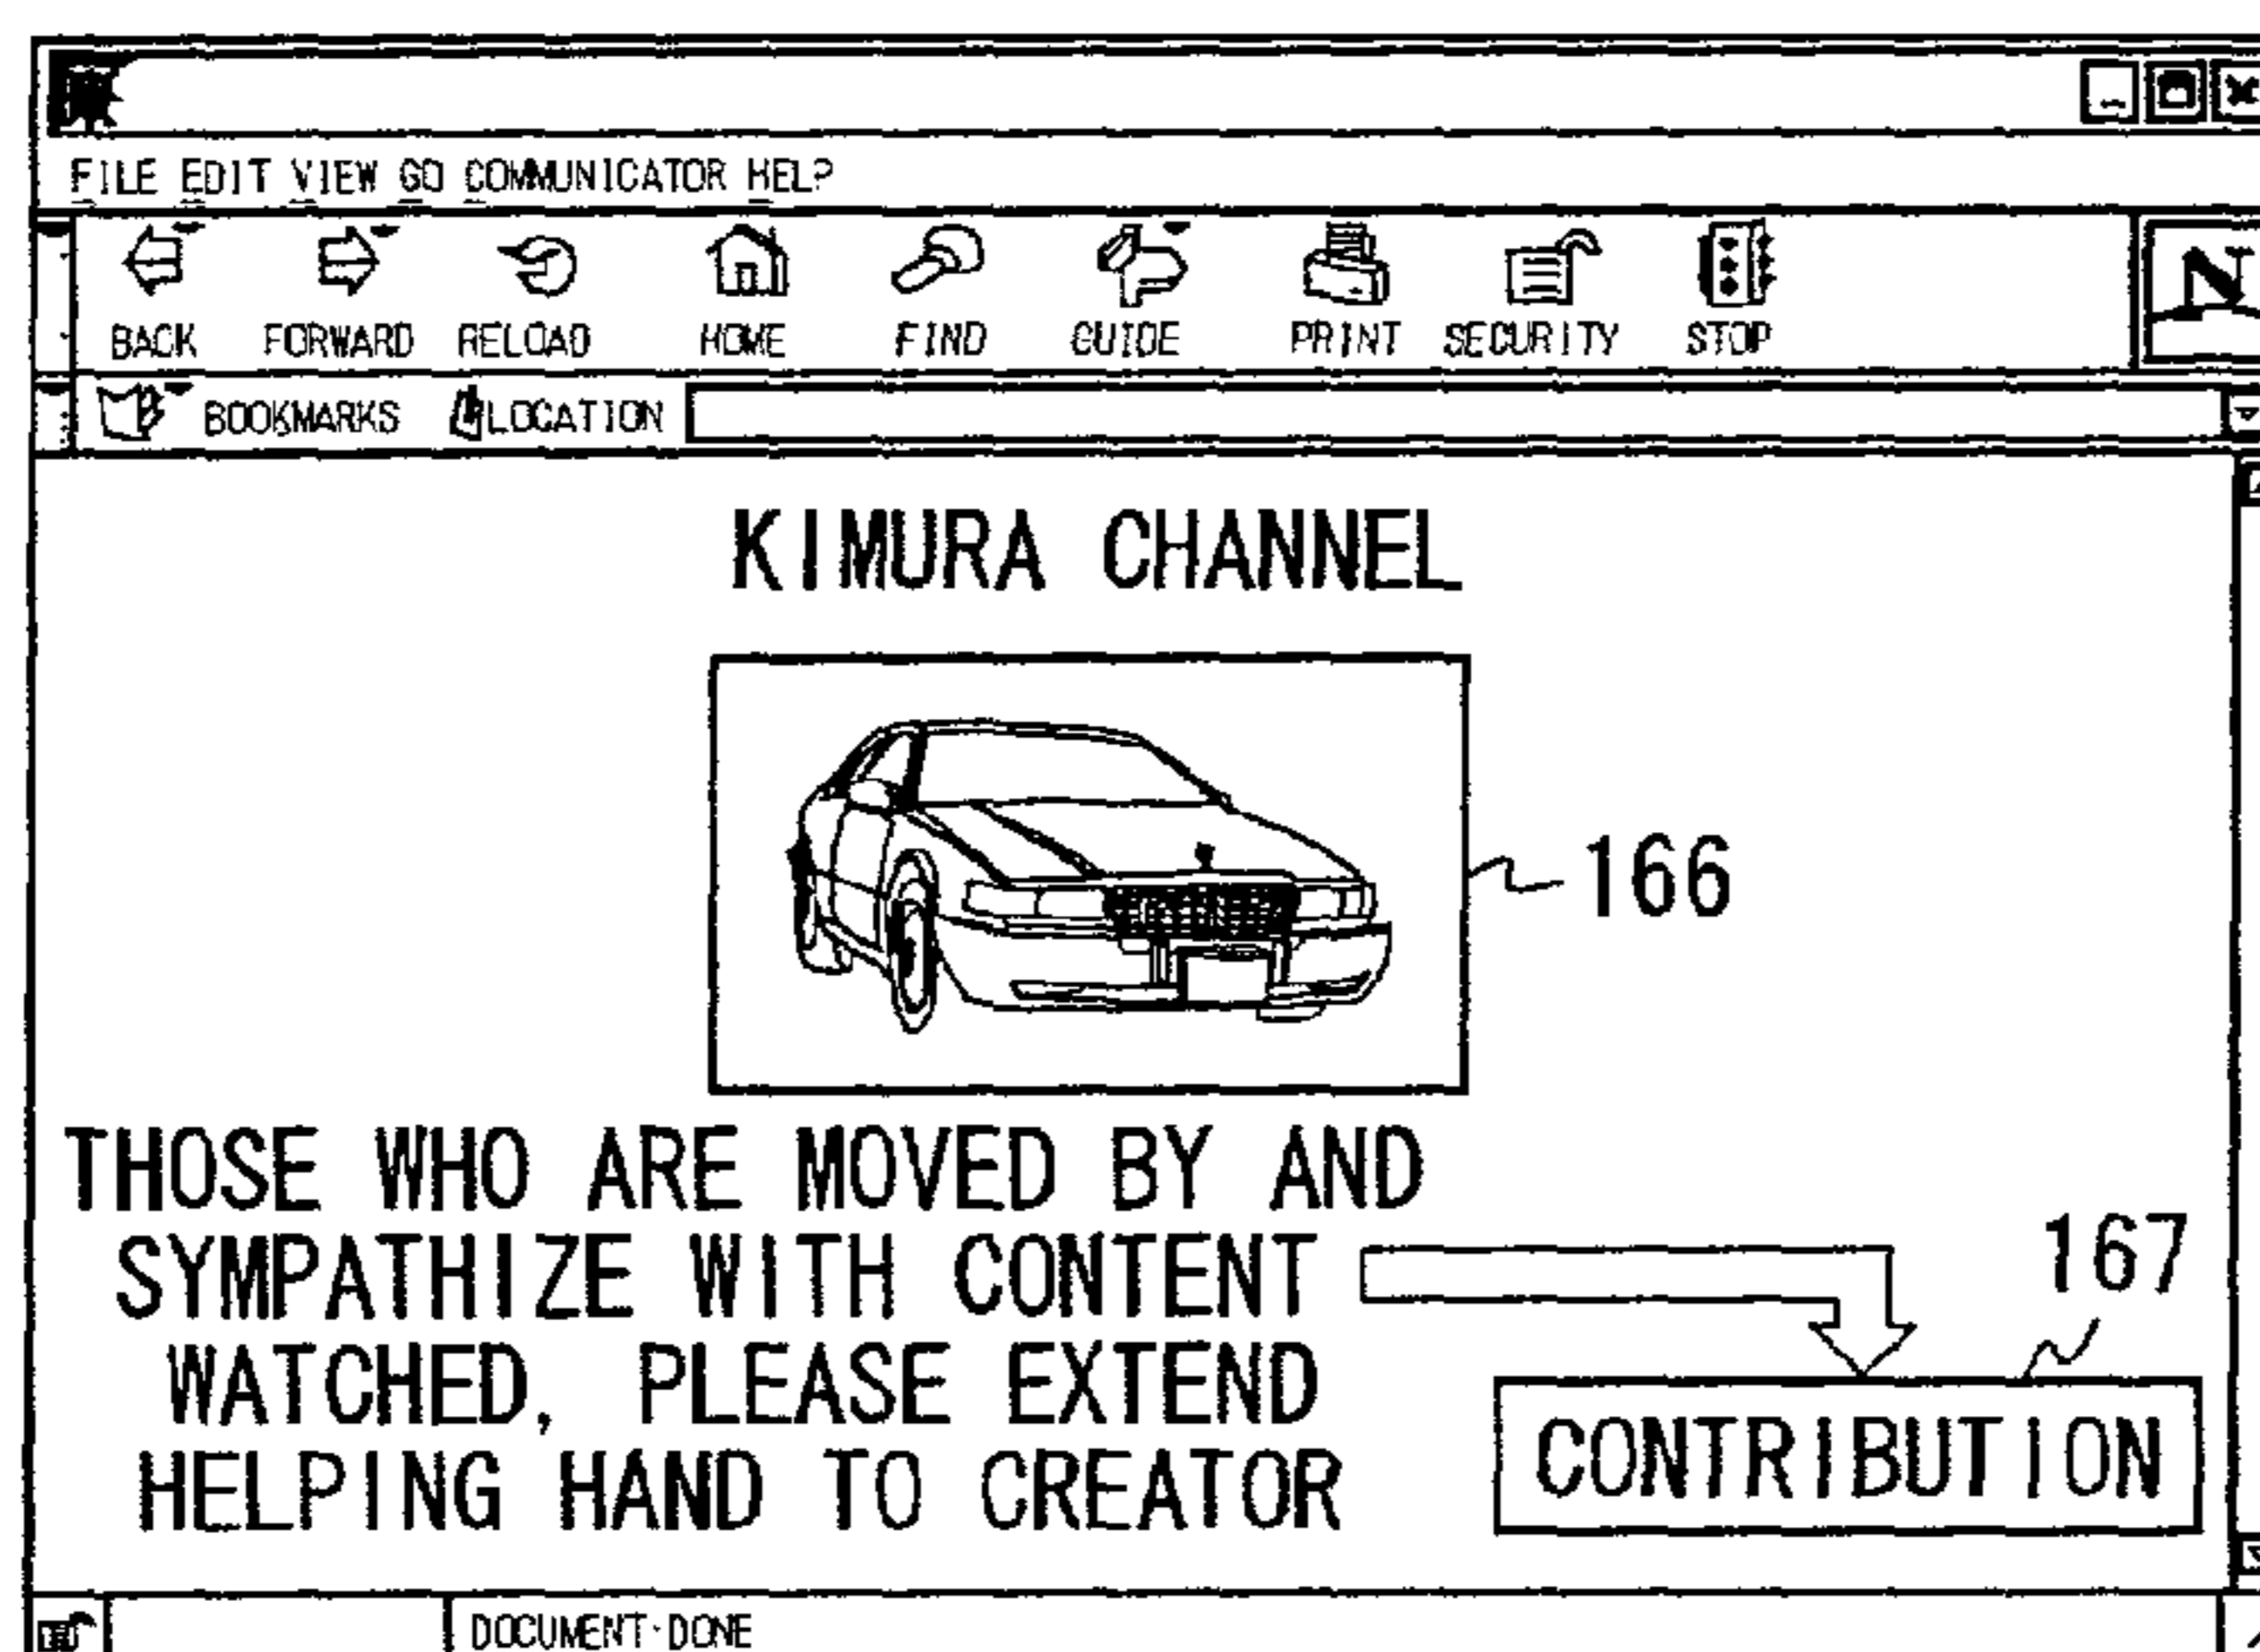 FILE EDIT VIEW GO COMMUNICATOR HELP
BACK FORWARD RELOAD HOME FIND GUIDE PRINT SECURITY STOP
N
BOOKMARKS LOCATION
KIMURA CHANNEL
166
THOSE WHO ARE MOVED BY AND
SYMPATHIZE WITH CONTENT
WATCHED, PLEASE EXTEND
HELPING HAND TO CREATOR
167
CONTRIBUTION
DOCUMENT·DONE